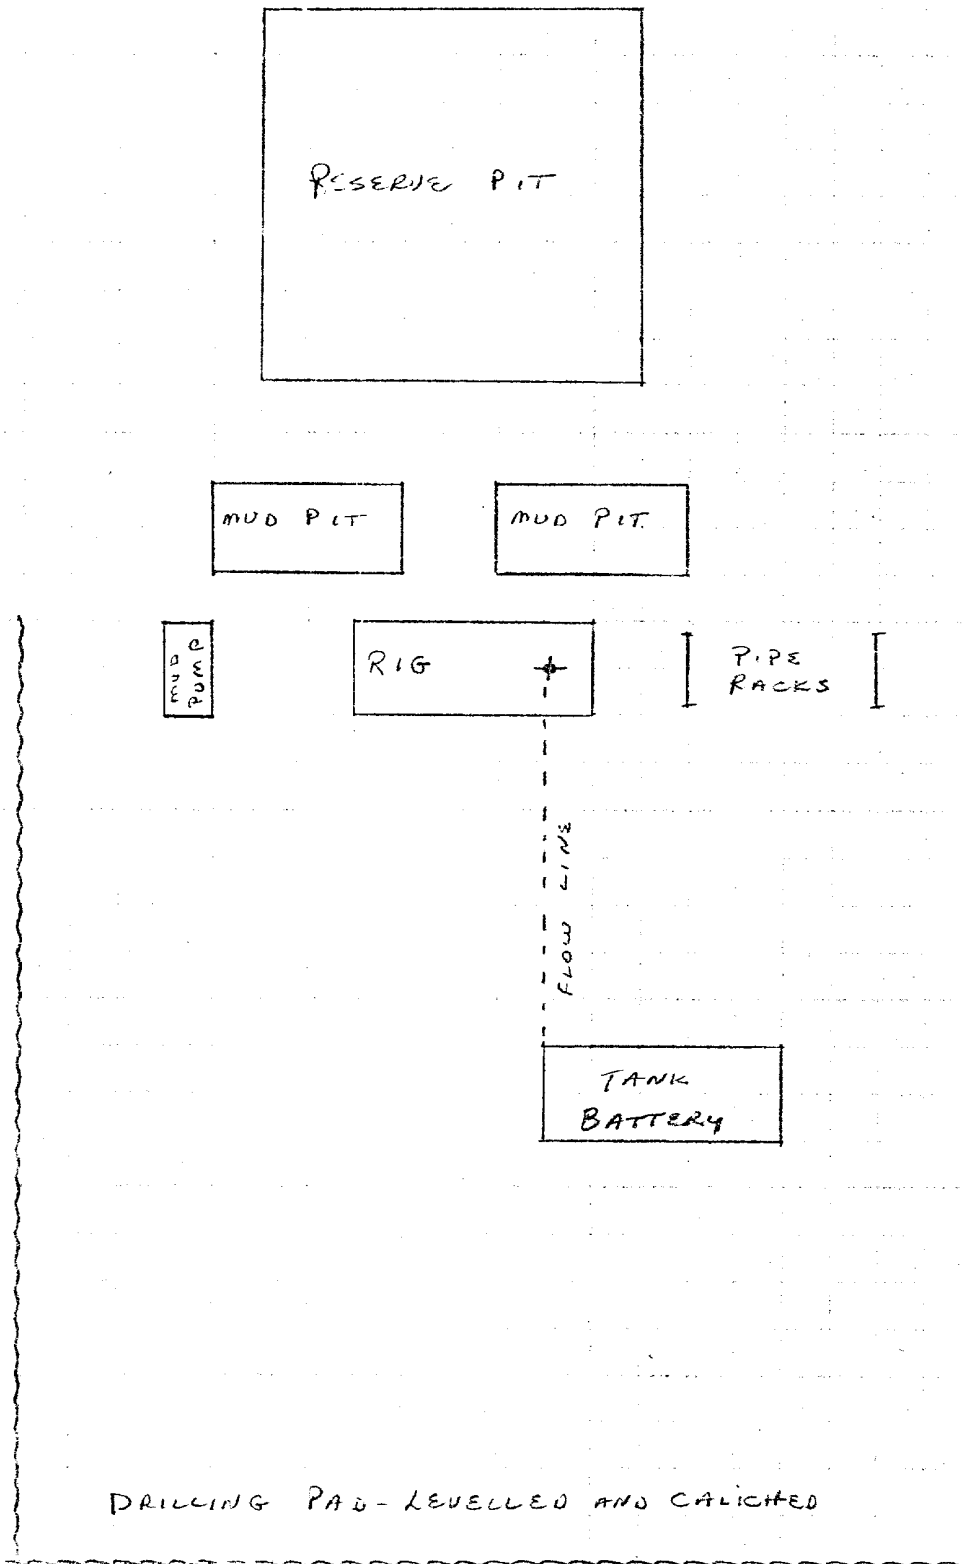 RESERVE PIT
MUD PIT
MUD PIT.
MUD
PUMP
RIG
PIPE
RACKS
FLOW LINE
TANK
BATTERY
DRILLING PAD - LEVELLED AND CALICHED